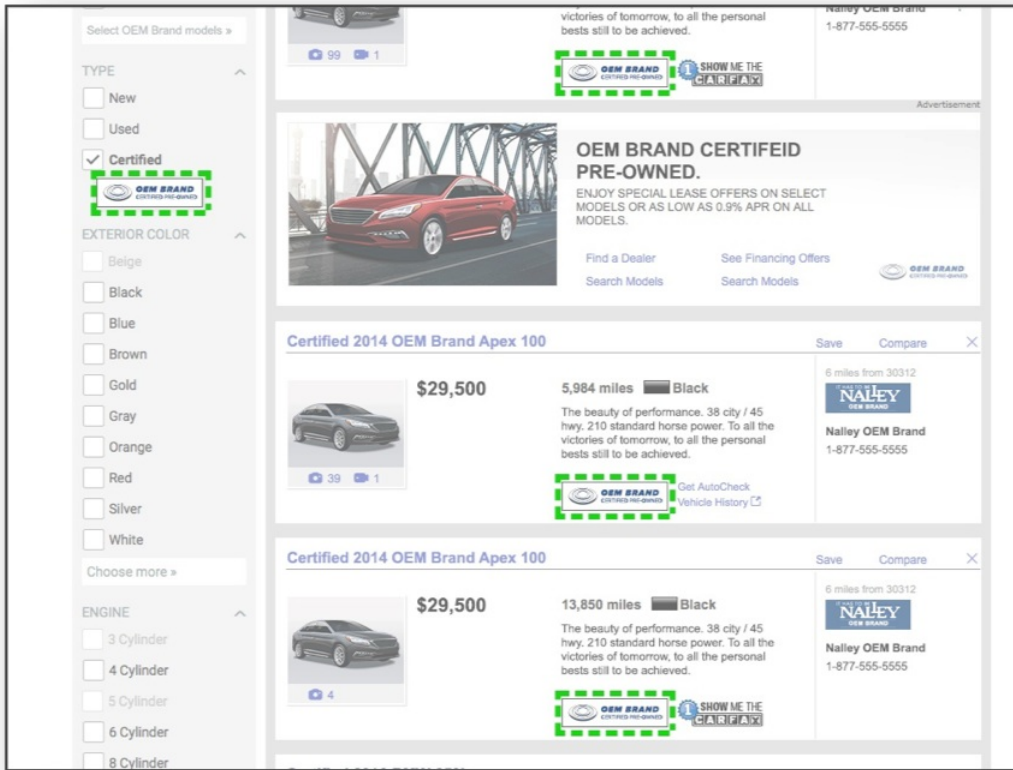 Select OEM Brand models »
TYPE
New
Used
Certified
OEM BRAND
CERTIFIED PRE-OWNED
EXTERIOR COLOR
Beige
Black
Blue
Brown
Gold
Gray
Orange
Red
Silver
White
Choose more »
ENGINE
3 Cylinder
4 Cylinder
5 Cylinder
6 Cylinder
8 Cylinder
99 1
victories of tomorrow, to all the personal
bests still to be achieved.
OEM BRAND
CERTIFIED PRE-OWNED
1 SHOW ME THE
CARFAX
Nalley OEM Brand
1-877-555-5555
Advertisement
OEM BRAND CERTIFEID
PRE-OWNED.
ENJOY SPECIAL LEASE OFFERS ON SELECT
MODELS OR AS LOW AS 0.9% APR ON ALL
MODELS.
Find a Dealer See Financing Offers
Search Models Search Models
OEM BRAND
CERTIFIED PRE-OWNED
Certified 2014 OEM Brand Apex 100
Save Compare
$29,500
39 1
5,984 miles Black
The beauty of performance. 38 city / 45
hwy. 210 standard horse power. To all the
victories of tomorrow, to all the personal
bests still to be achieved.
OEM BRAND
CERTIFIED PRE-OWNED
Get AutoCheck
Vehicle History
6 miles from 30312
NALLEY
OEM BRAND
Nalley OEM Brand
1-877-555-5555
Certified 2014 OEM Brand Apex 100
Save Compare
$29,500
4
13,850 miles Black
The beauty of performance. 38 city / 45
hwy. 210 standard horse power. To all the
victories of tomorrow, to all the personal
bests still to be achieved.
OEM BRAND
CERTIFIED PRE-OWNED
1 SHOW ME THE
CARFAX
6 miles from 30312
NALLEY
OEM BRAND
Nalley OEM Brand
1-877-555-5555